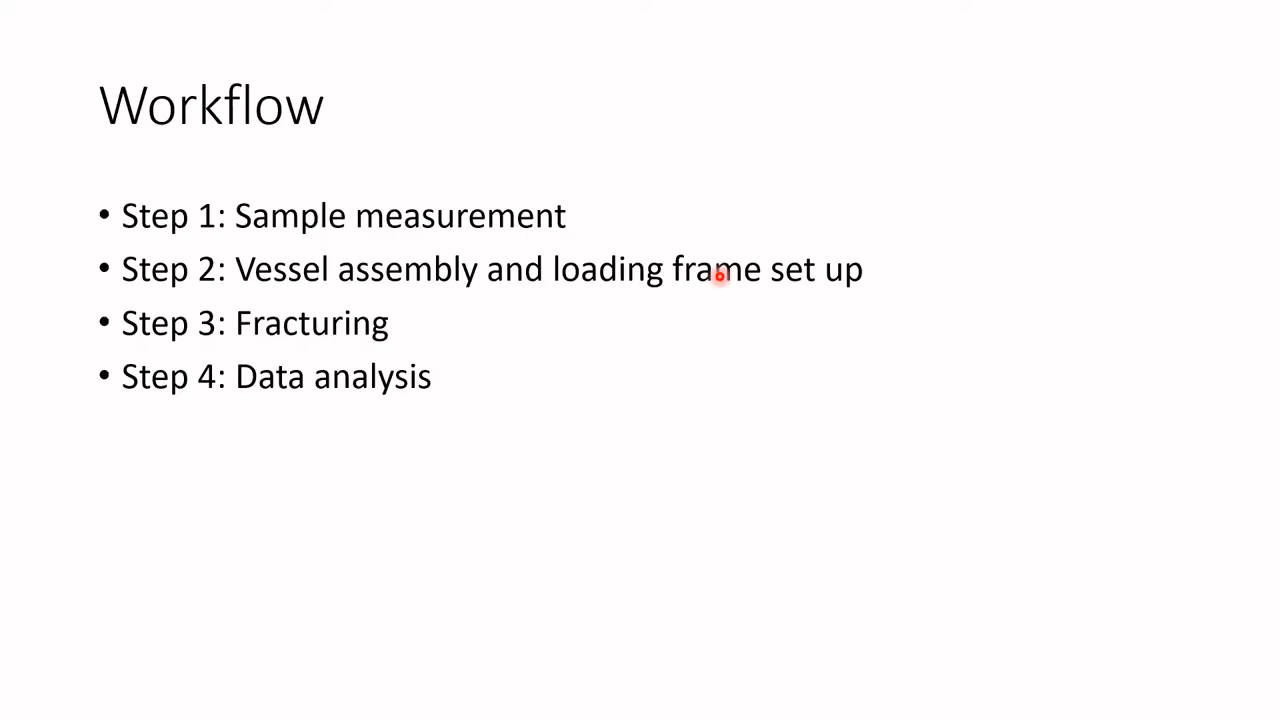 Workflow
• Step 1: Sample measurement
• Step 2: Vessel assembly and loading frame set up
• Step 3: Fracturing
• Step 4: Data analysis